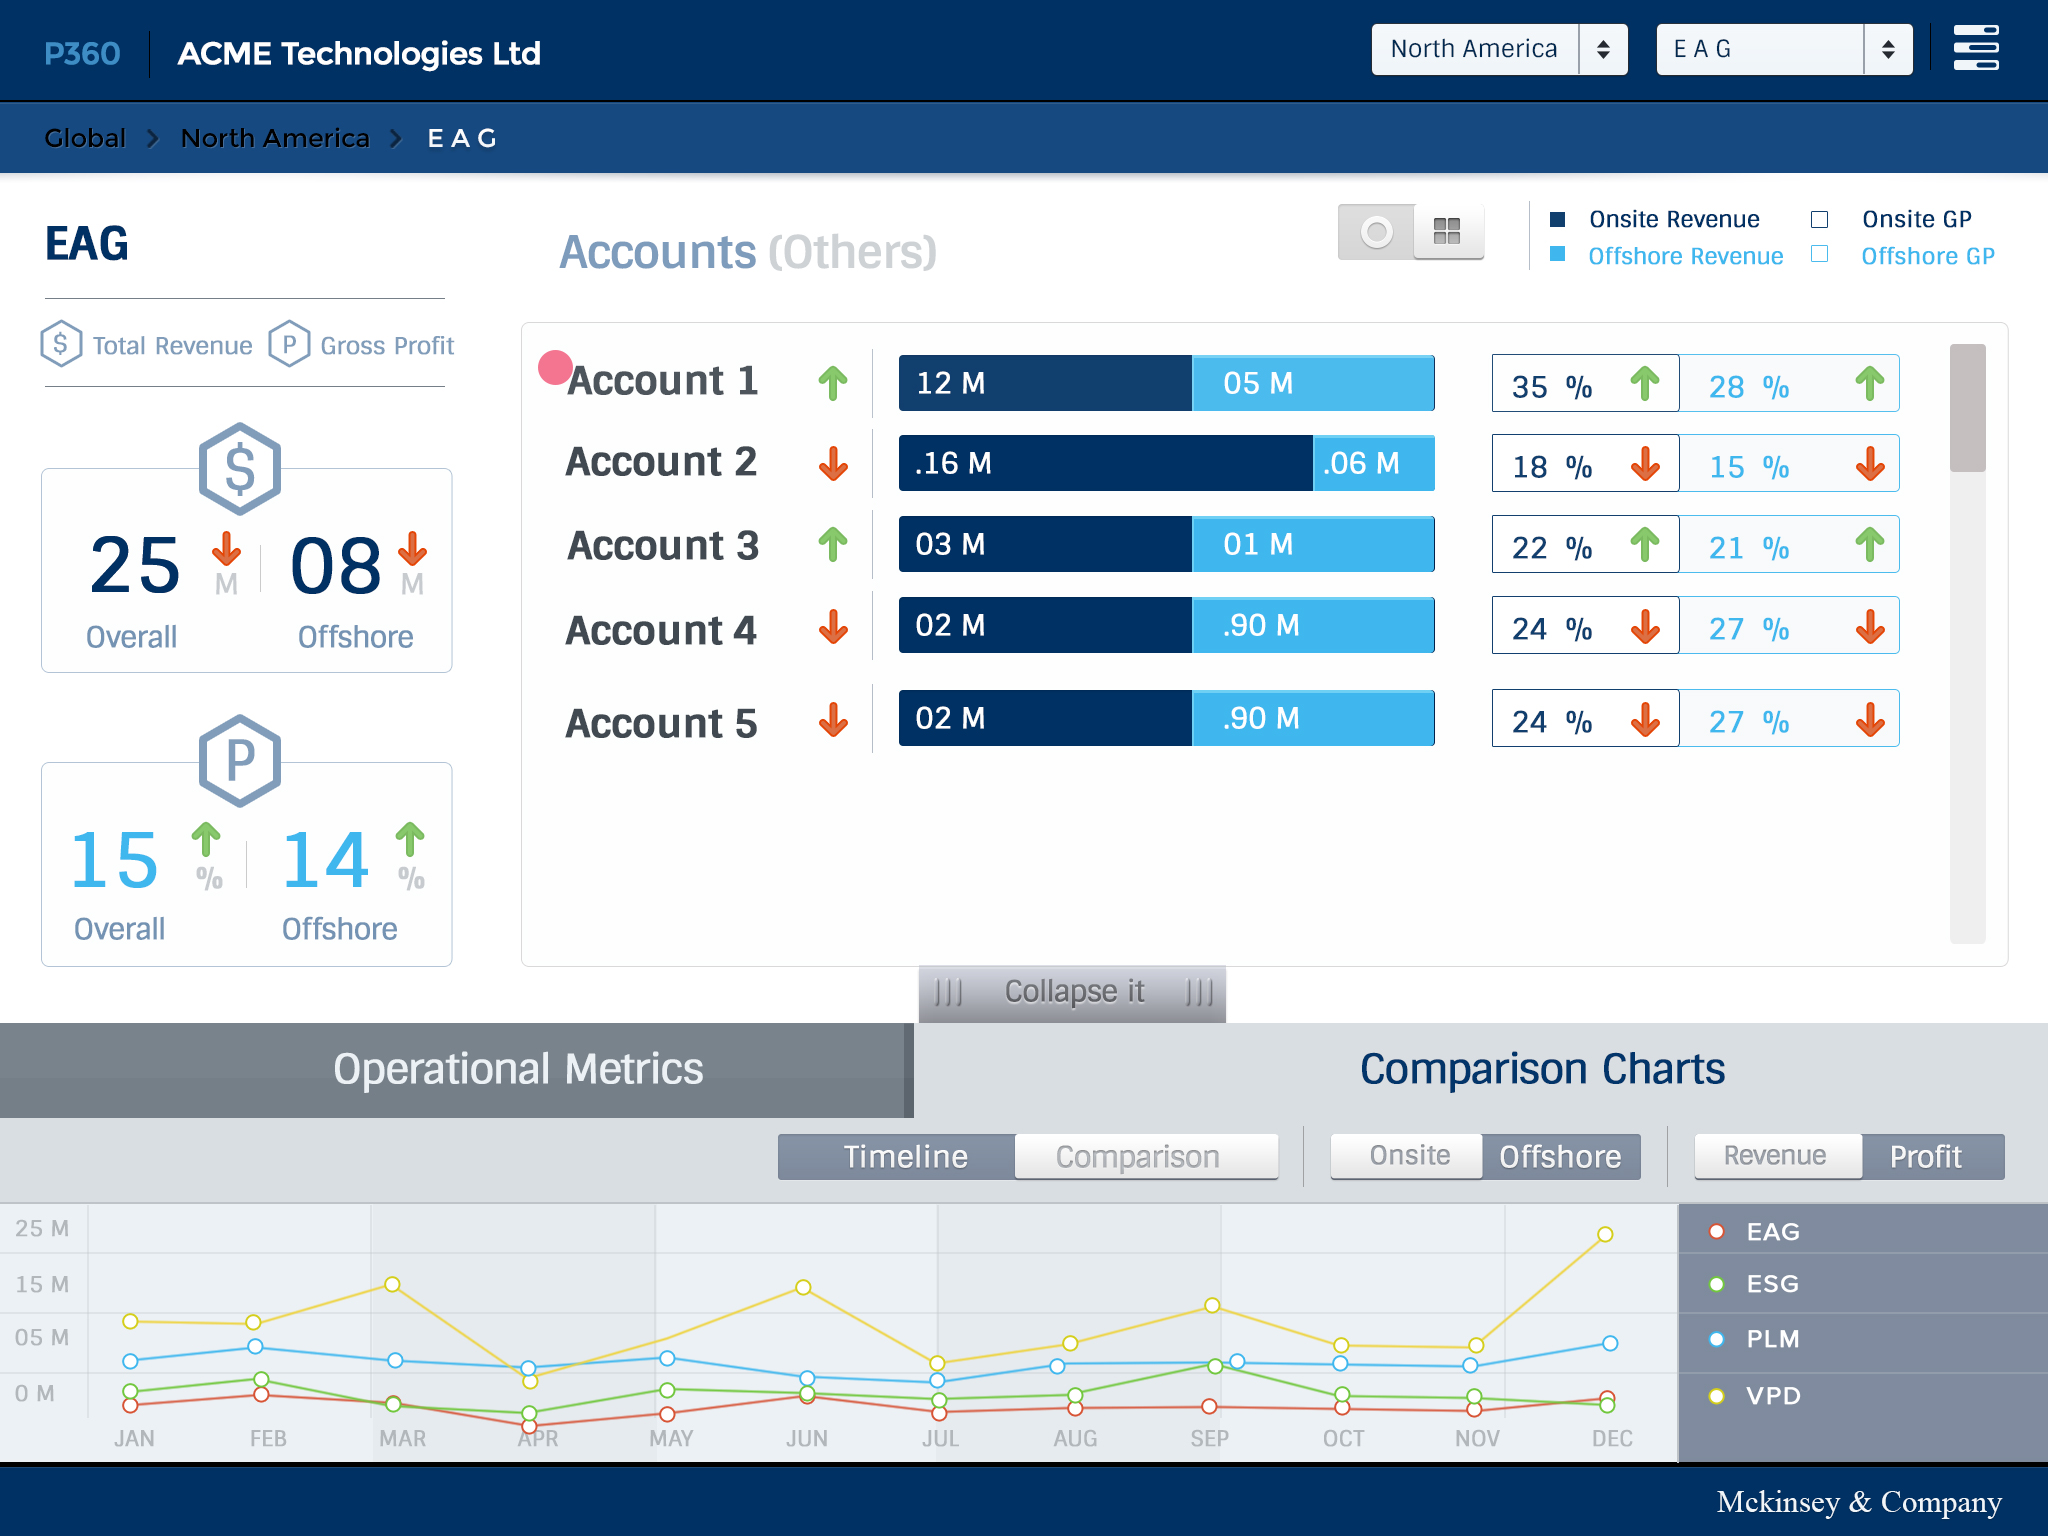 P360 ACME Technologies Ltd North America E A G
Global North America E A G
EAG
Accounts (Others)
Onsite Revenue Onsite GP
Offshore Revenue Offshore GP
$ Total Revenue P Gross Profit
$
25 M 08 M
Overall Offshore
P
15 % 14 %
Overall Offshore
Account 1 12 M 05 M 35 % 28 %
Account 2 .16 M .06 M 18 % 15 %
Account 3 03 M 01 M 22 % 21 %
Account 4 02 M .90 M 24 % 27 %
Account 5 02 M .90 M 24 % 27 %
Collapse it
Operational Metrics Comparison Charts
Timeline Comparison Onsite Offshore Revenue Profit
25 M
15 M
05 M
0 M
JAN FEB MAR APR MAY JUN JUL AUG SEP OCT NOV DEC
EAG
ESG
PLM
VPD
Mckinsey & Company